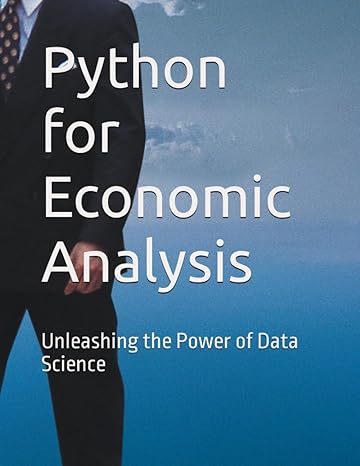 Python
for
Economic
Analysis
Unleashing the Power of Data
Science